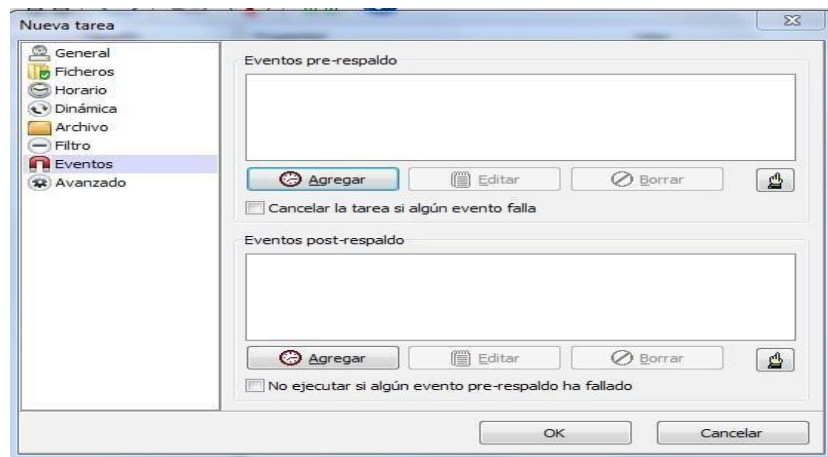 Nueva tarea
General
Ficheros
Horario
Dinámica
Archivo
Filtro
Eventos
Avanzado
Eventos pre-respaldo
Agregar
Editar
Borrar
Cancelar la tarea si algún evento falla
Eventos post-respaldo
Agregar
Editar
Borrar
No ejecutar si algún evento pre-respaldo ha fallado
OK
Cancelar